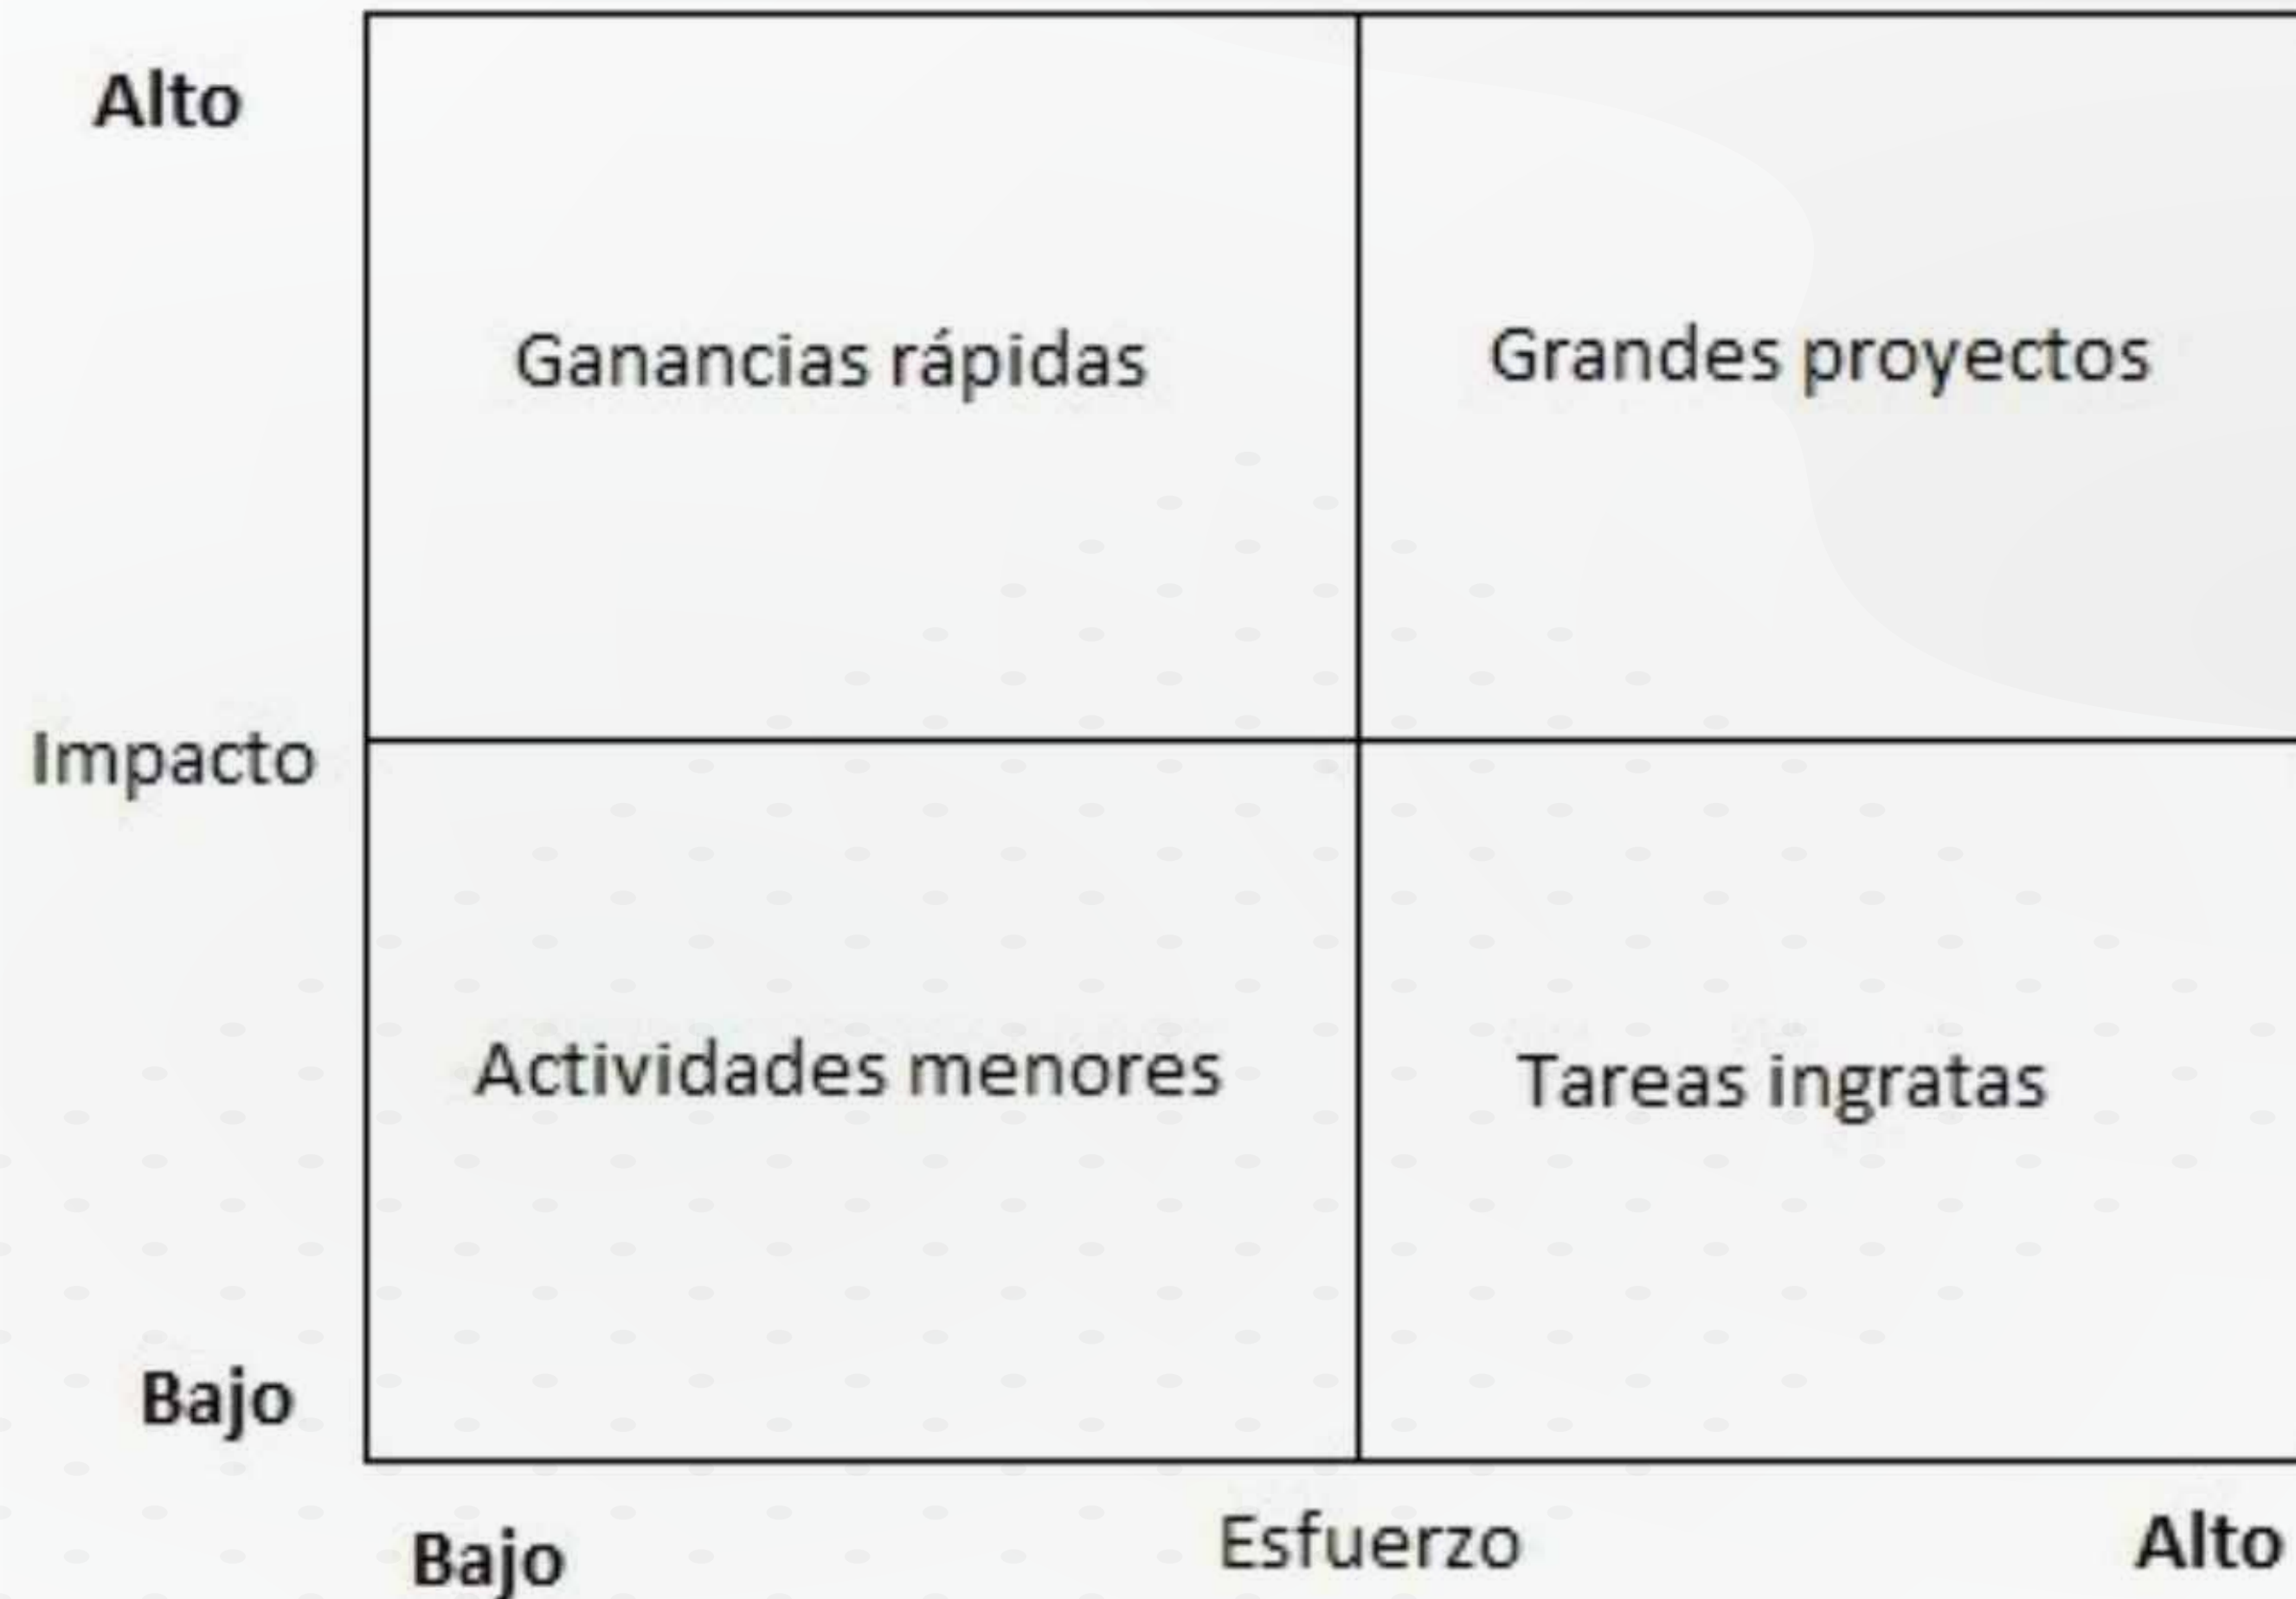 Alto
Ganancias rápidas
Grandes proyectos
Impacto
Actividades menores
Tareas ingratas
Bajo
Bajo
Esfuerzo
Alto